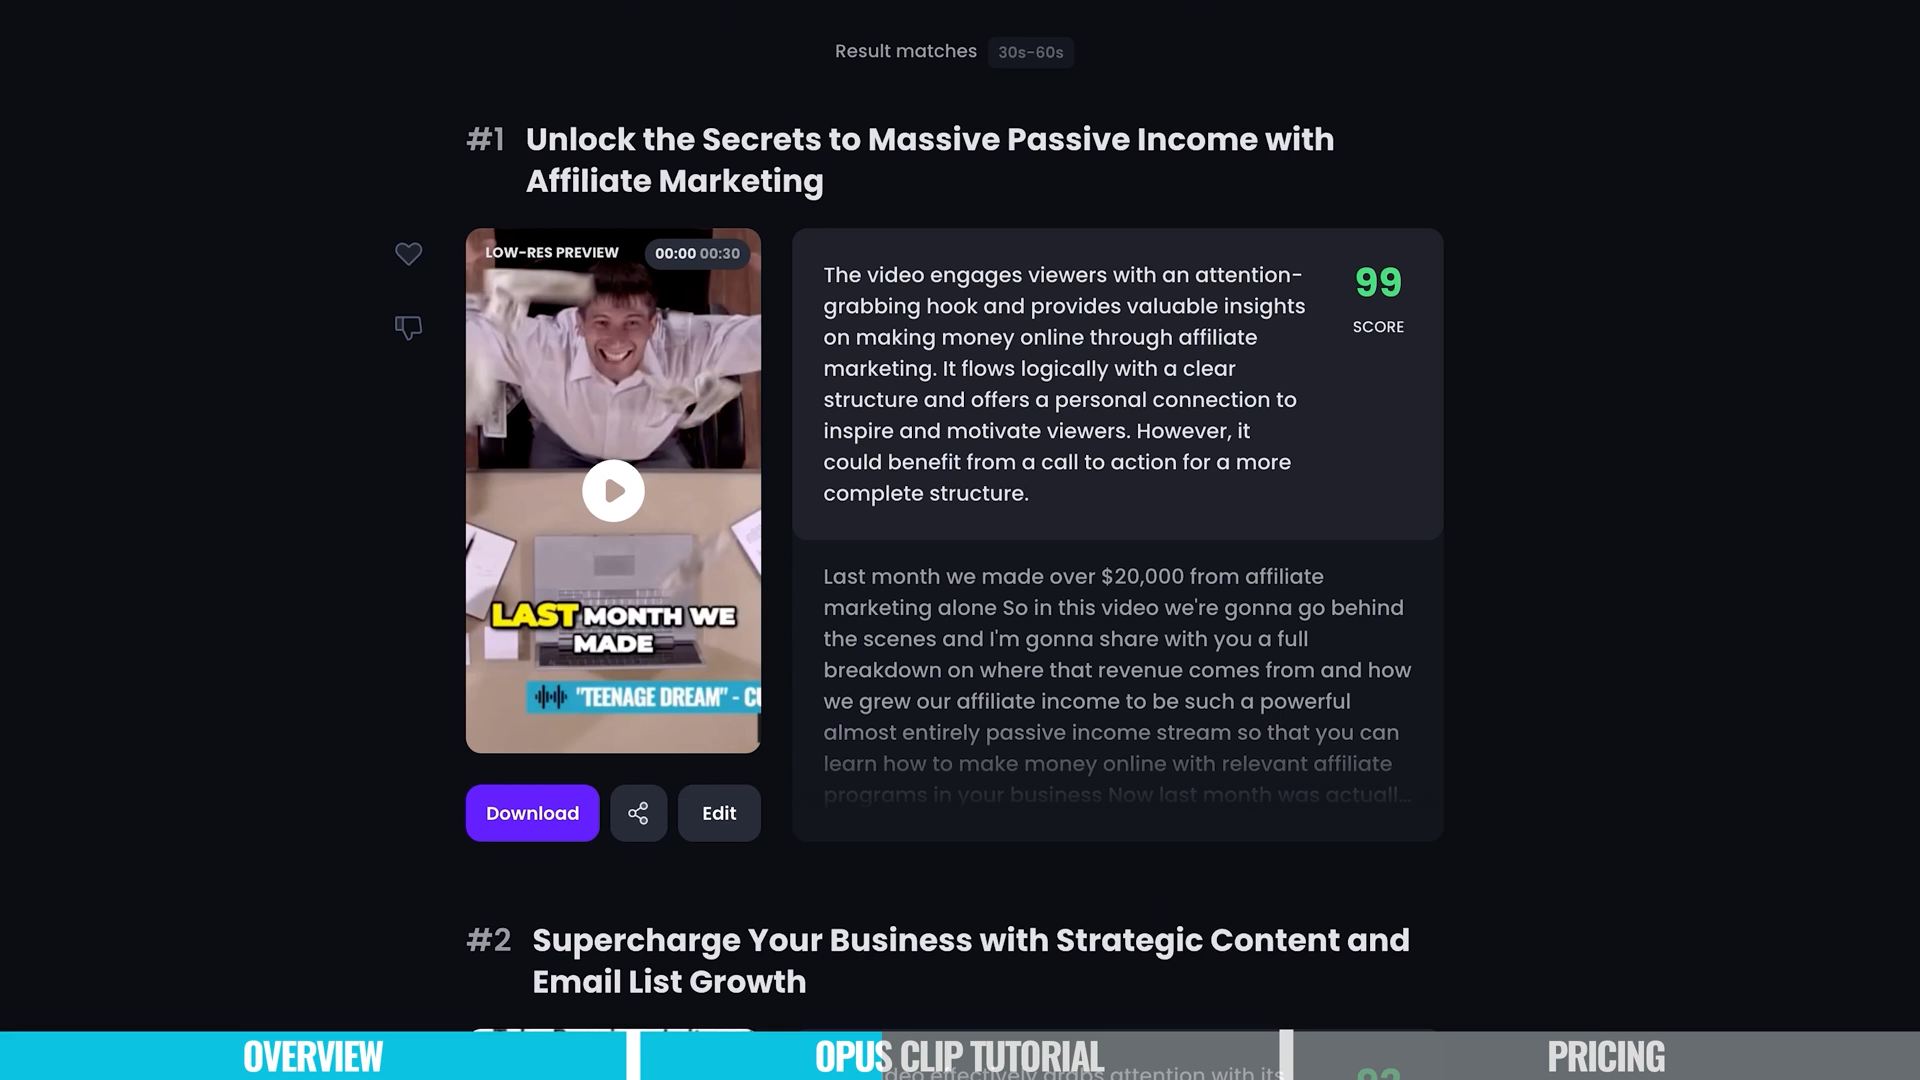 Result matches 30s-60s
#1 Unlock the Secrets to Massive Passive Income with
Affiliate Marketing
LOW-RES PREVIEW 00:00 00:30
LAST MONTH WE
MADE
"TEENAGE DREAM" - CU
Download
Edit
The video engages viewers with an attention-
grabbing hook and provides valuable insights
on making money online through affiliate
marketing. It flows logically with a clear
structure and offers a personal connection to
inspire and motivate viewers. However, it
could benefit from a call to action for a more
complete structure.
99
SCORE
Last month we made over $20,000 from affiliate
marketing alone So in this video we're gonna go behind
the scenes and I'm gonna share with you a full
breakdown on where that revenue comes from and how
we grew our affiliate income to be such a powerful
almost entirely passive income stream so that you can
learn how to make money online with relevant affiliate
programs in your business Now last month was actuall...
#2 Supercharge Your Business with Strategic Content and
Email List Growth
OVERVIEW
OPUS CLIP TUTORIAL
PRICING
effectively grabs attention with its